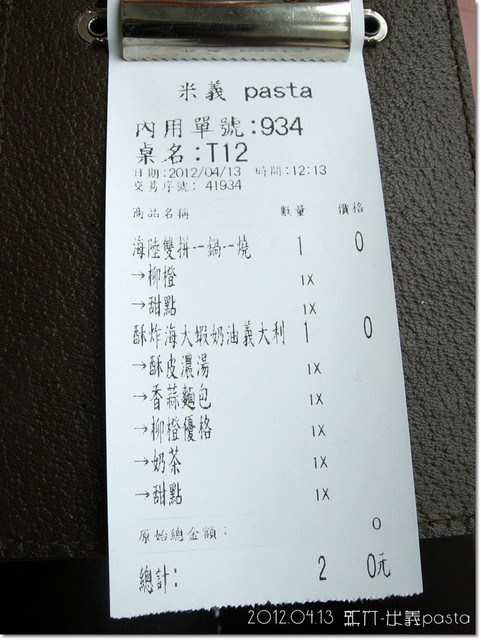 米義 pasta
內用單號:934
桌名:T12
日期:2012/04/13 時間:12:13
交易序號: 41934
商品名稱 數量 價格
海陸雙拼一鍋一燒 1 0
→柳橙 1X
→甜點 1X
酥炸海大蝦奶油義大利 1 0
→酥皮濃湯 1X
→香蒜麵包 1X
→柳橙優格 1X
→奶茶 1X
→甜點 1X
原始總金額: 0
總計: 2 0元
2012.04.13 新竹-米義pasta